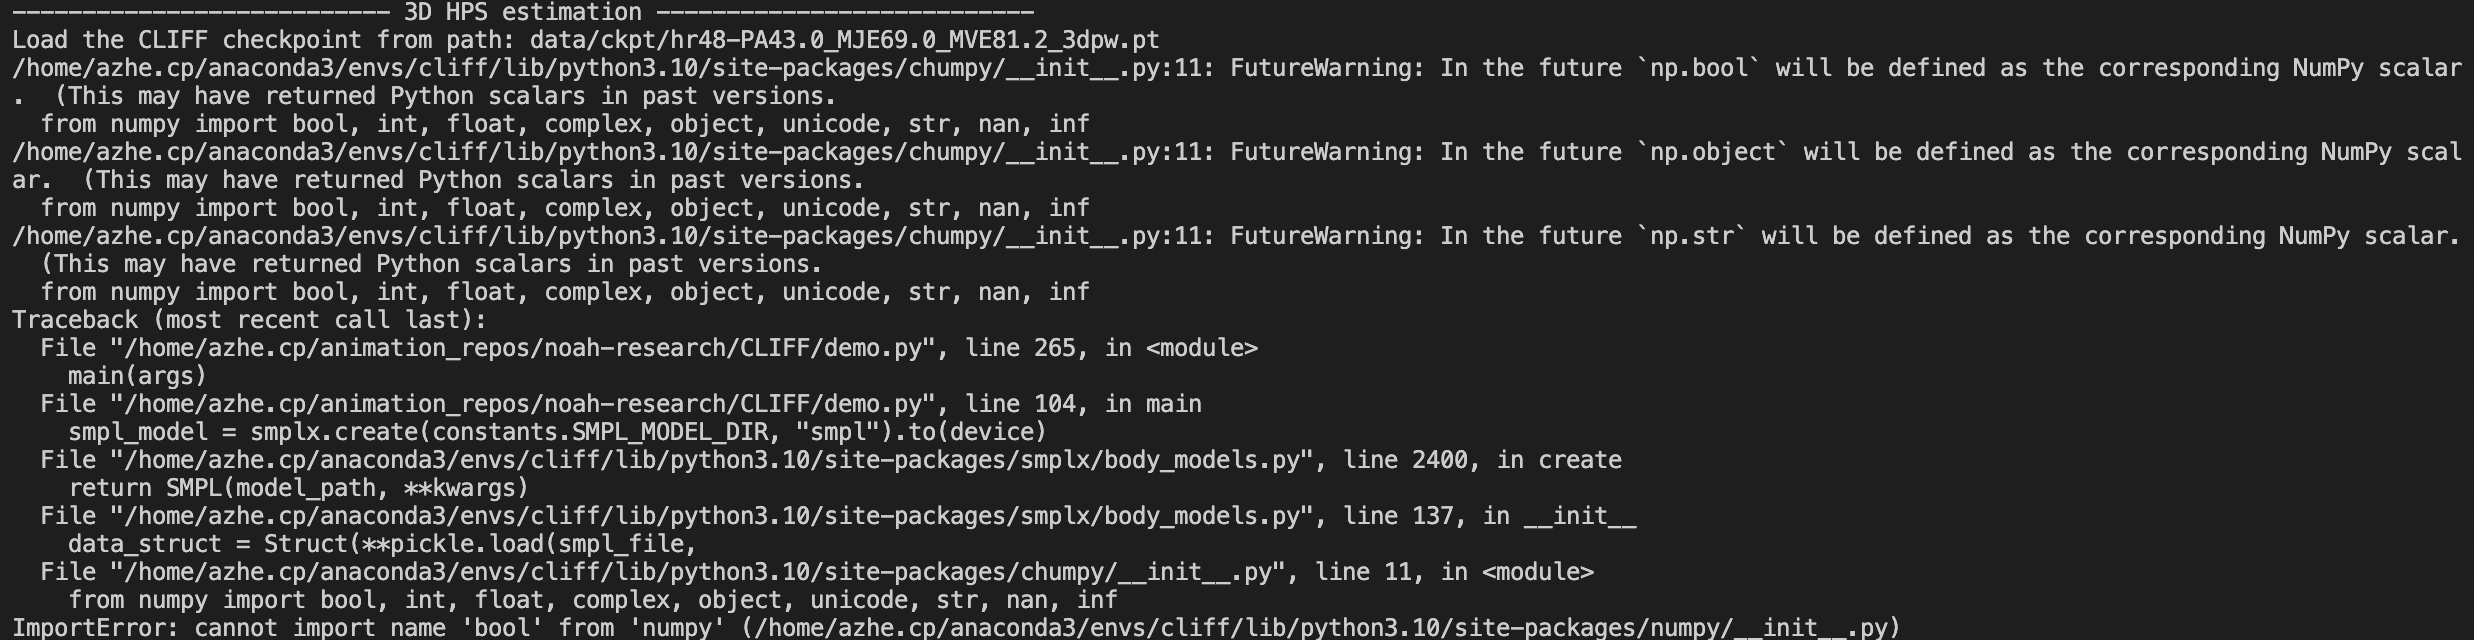 --------------------------- 3D HPS estimation ---------------------------
Load the CLIFF checkpoint from path: data/ckpt/hr48-PA43.0_MJE69.0_MVE81.2_3dpw.pt
/home/azhe.cp/anaconda3/envs/cliff/lib/python3.10/site-packages/chumpy/__init__.py:11: FutureWarning: In the future `np.bool` will be defined as the corresponding NumPy scalar
.  (This may have returned Python scalars in past versions.
  from numpy import bool, int, float, complex, object, unicode, str, nan, inf
/home/azhe.cp/anaconda3/envs/cliff/lib/python3.10/site-packages/chumpy/__init__.py:11: FutureWarning: In the future `np.object` will be defined as the corresponding NumPy scal
ar.  (This may have returned Python scalars in past versions.
  from numpy import bool, int, float, complex, object, unicode, str, nan, inf
/home/azhe.cp/anaconda3/envs/cliff/lib/python3.10/site-packages/chumpy/__init__.py:11: FutureWarning: In the future `np.str` will be defined as the corresponding NumPy scalar.
  (This may have returned Python scalars in past versions.
  from numpy import bool, int, float, complex, object, unicode, str, nan, inf
Traceback (most recent call last):
  File "/home/azhe.cp/animation_repos/noah-research/CLIFF/demo.py", line 265, in <module>
    main(args)
  File "/home/azhe.cp/animation_repos/noah-research/CLIFF/demo.py", line 104, in main
    smpl_model = smplx.create(constants.SMPL_MODEL_DIR, "smpl").to(device)
  File "/home/azhe.cp/anaconda3/envs/cliff/lib/python3.10/site-packages/smplx/body_models.py", line 2400, in create
    return SMPL(model_path, **kwargs)
  File "/home/azhe.cp/anaconda3/envs/cliff/lib/python3.10/site-packages/smplx/body_models.py", line 137, in __init__
    data_struct = Struct(**pickle.load(smpl_file,
  File "/home/azhe.cp/anaconda3/envs/cliff/lib/python3.10/site-packages/chumpy/__init__.py", line 11, in <module>
    from numpy import bool, int, float, complex, object, unicode, str, nan, inf
ImportError: cannot import name 'bool' from 'numpy' (/home/azhe.cp/anaconda3/envs/cliff/lib/python3.10/site-packages/numpy/__init__.py)